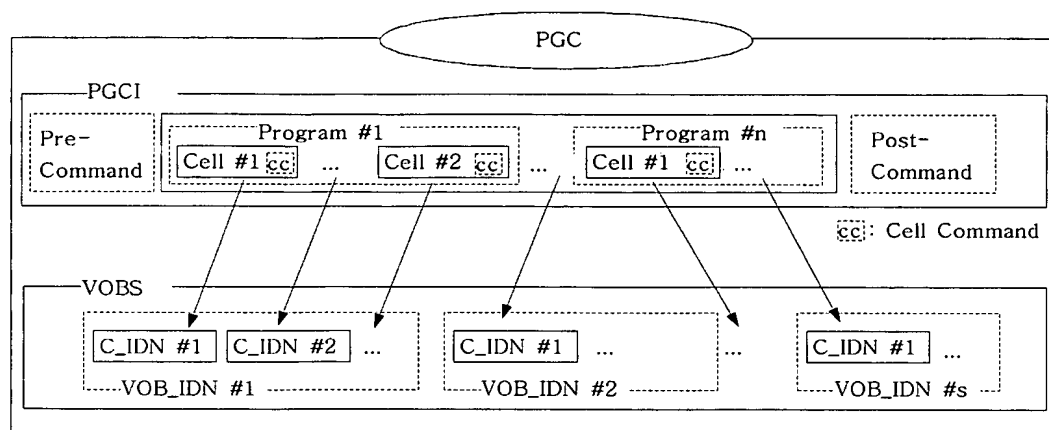 PGC
PGCI
Pre-
Command
Program #1
Cell #1 cc ... Cell #2 cc
...
Program #n
Cell #1 cc ...
Post-
Command
cc: Cell Command
VOBS
C_IDN #1 C_IDN #2 ...
VOB_IDN #1
C_IDN #1 ...
VOB_IDN #2
...
C_IDN #1 ...
VOB_IDN #s